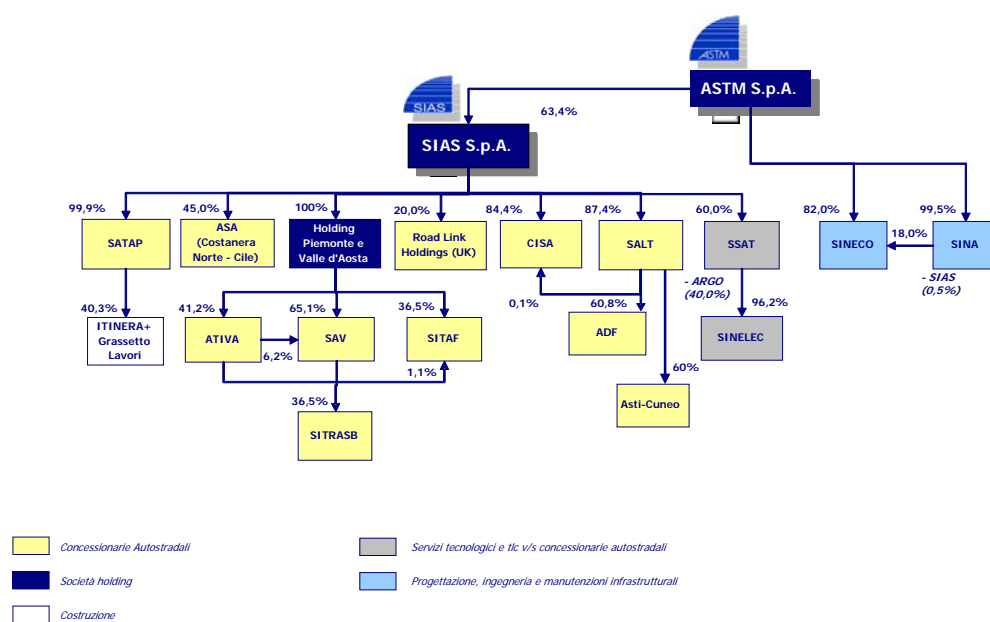 ASTM
ASTM S.p.A.
SIAS
63,4%
SIAS S.p.A.
99,9%
45,0%
100%
20,0%
84,4%
87,4%
60,0%
82,0%
99,5%
SATAP
ASA
(Costanera
Norte - Cile)
Holding
Piemonte e
Valle d'Aosta
Road Link
Holdings (UK)
CISA
SALT
SSAT
SINECO
18,0%
SINA
- ARGO
(40,0%)
- SIAS
(0,5%)
40,3%
41,2%
65,1%
36,5%
0,1%
60,8%
96,2%
ITINERA+
Grassetto
Lavori
ATIVA
6,2%
SAV
SITAF
ADF
SINELEC
1,1%
60%
36,5%
Asti-Cuneo
SITRASB
Concessionarie Autostradali
Servizi tecnologici e tlc v/s concessionarie autostradali
Società holding
Progettazione, ingegneria e manutenzioni infrastrutturali
Costruzione